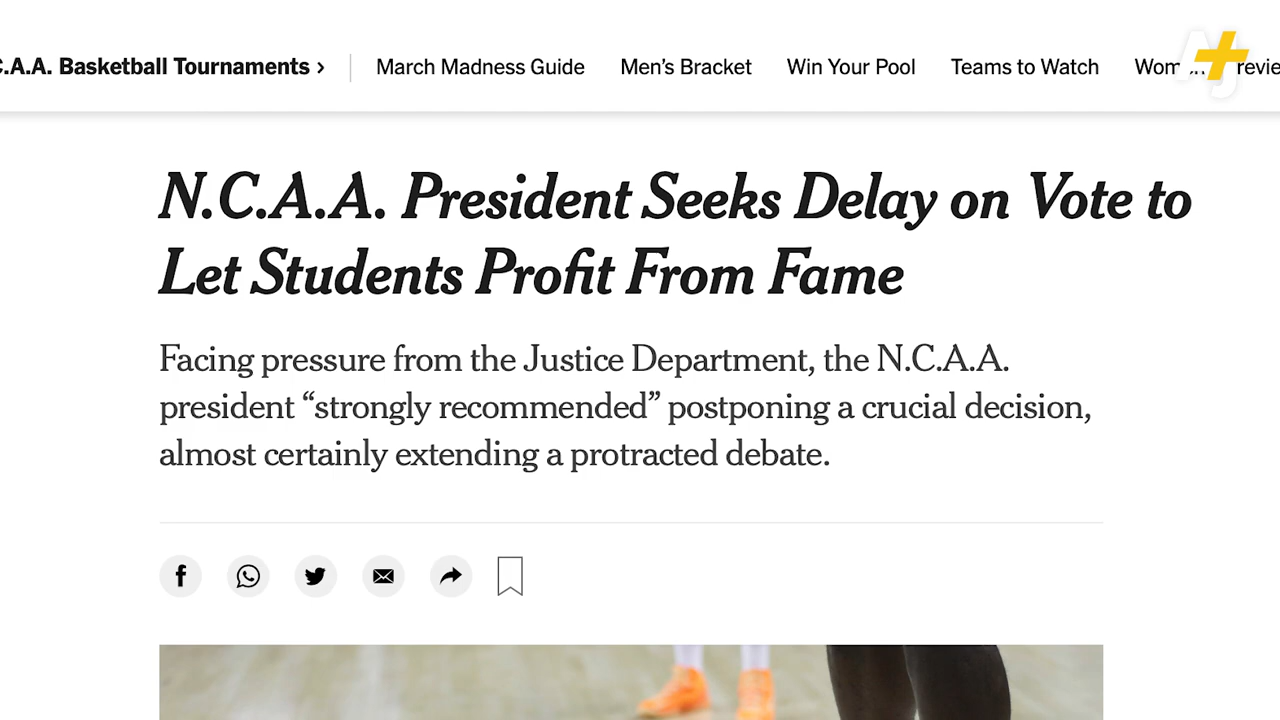 C.A.A. Basketball Tournaments › March Madness Guide Men’s Bracket Win Your Pool Teams to Watch
AJ+
N.C.A.A. President Seeks Delay on Vote to
Let Students Profit From Fame
Facing pressure from the Justice Department, the N.C.A.A.
president “strongly recommended” postponing a crucial decision,
almost certainly extending a protracted debate.